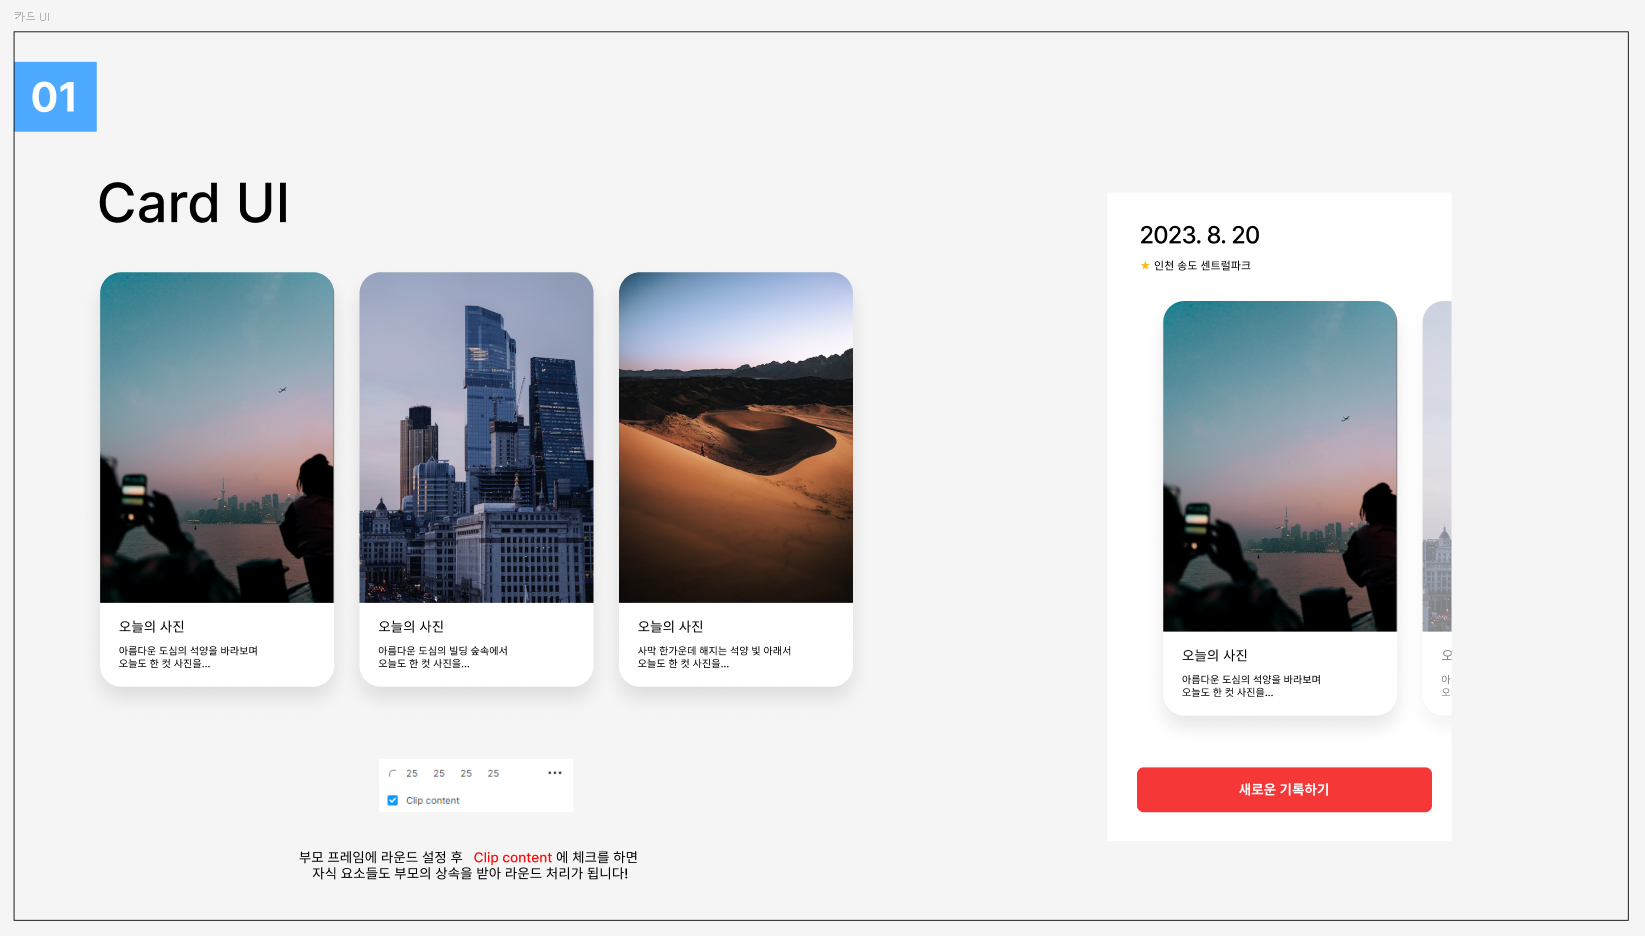 카드 UI
01
Card UI
오늘의 사진
아름다운 도심의 석양을 바라보며
오늘도 한 컷 사진을...
오늘의 사진
아름다운 도심의 빌딩 숲속에서
오늘도 한 컷 사진을...
오늘의 사진
사막 한가운데 해지는 석양 빛 아래서
오늘도 한 컷 사진을...
25 25 25 25 •••
Clip content
부모 프레임에 라운드 설정 후 Clip content 에 체크를 하면
자식 요소들도 부모의 상속을 받아 라운드 처리가 됩니다!
2023. 8. 20
★ 인천 송도 센트럴파크
오늘의 사진
아름다운 도심의 석양을 바라보며
오늘도 한 컷 사진을...
오
아
오
새로운 기록하기